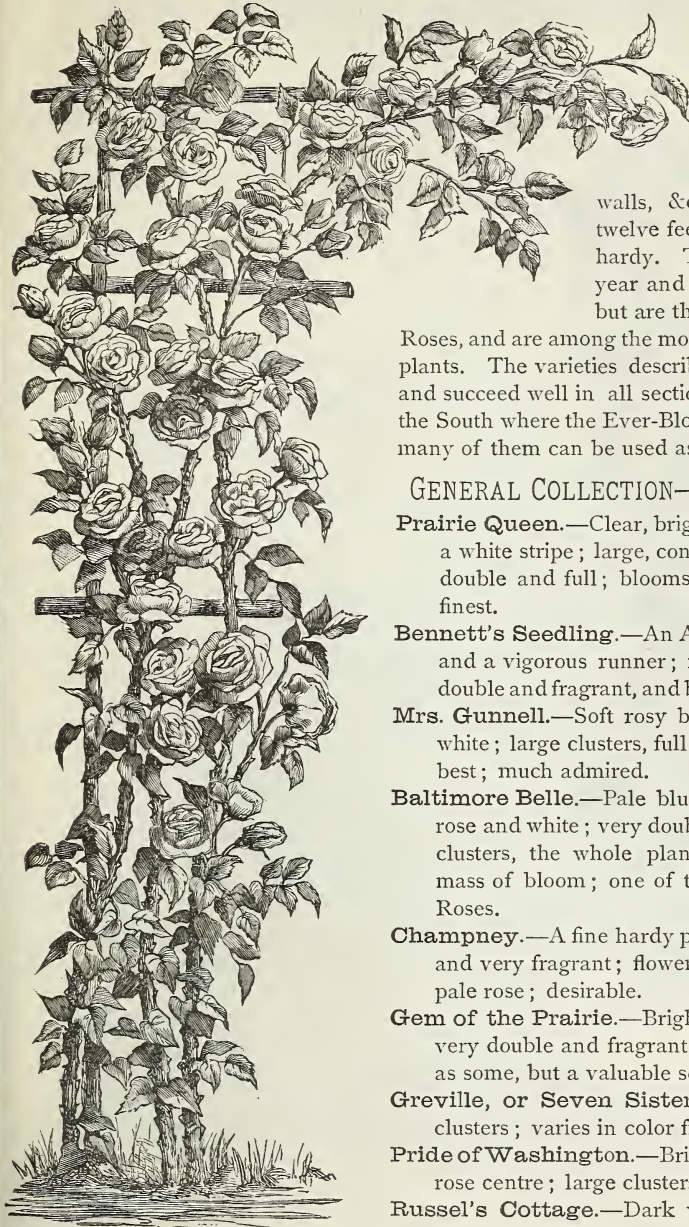 walls, &
twelve fee
hardy. T
year and
but are th
Roses, and are among the mo
plants. The varieties descri
and succeed well in all secti
the South where the Ever-Blo
many of them can be used as
GENERAL COLLECTION—
Prairie Queen.—Clear, brig
a white stripe; large, con
double and full; blooms
finest.
Bennett's Seedling.—An A
and a vigorous runner;
double and fragrant, and
Mrs. Gunnell.—Soft rosy b
white; large clusters, full
best; much admired.
Baltimore Belle.—Pale blu
rose and white; very doul
clusters, the whole plan
mass of bloom; one of t
Roses.
Champney.—A fine hardy p
and very fragrant; flower
pale rose; desirable.
Gem of the Prairie.—Brigh
very double and fragrant
as some, but a valuable s
Greville, or Seven Sister
clusters; varies in color f
Pride of Washington.—Bri
rose centre; large cluster
Russel's Cottage.—Dark